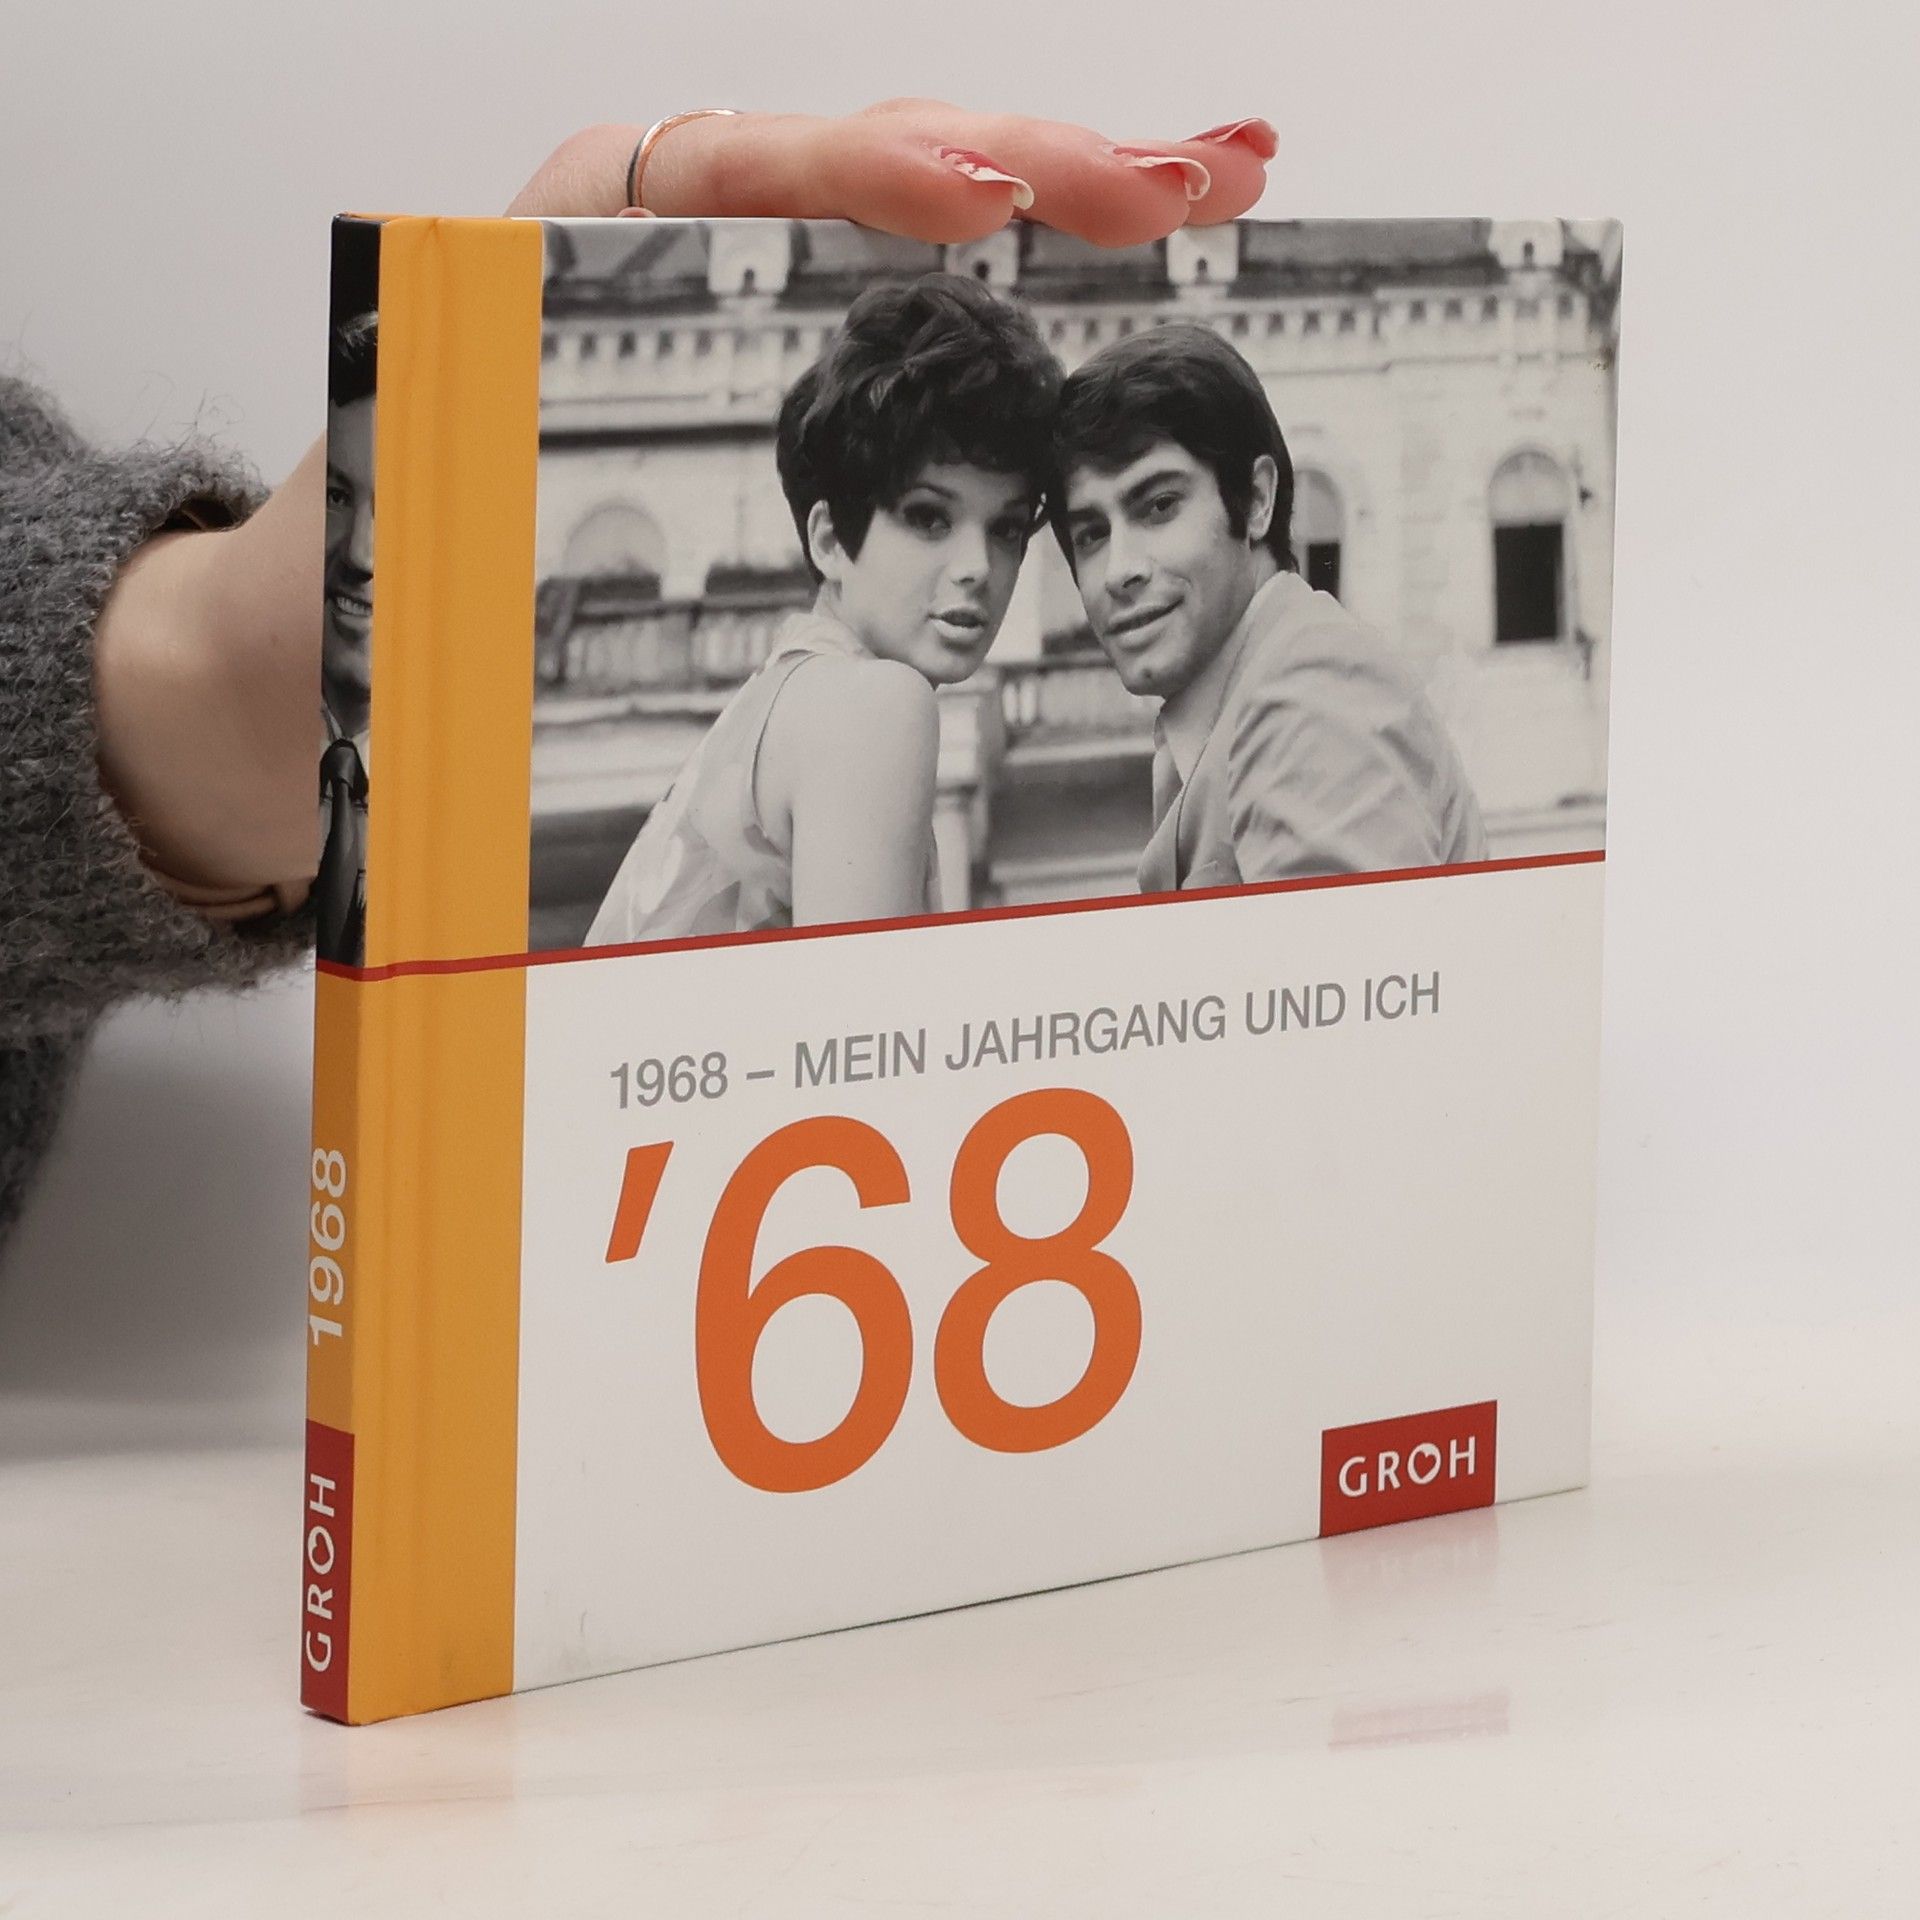 1968 – MEIN JAHRGANG UND ICH
'68
GROH
1968
GROH